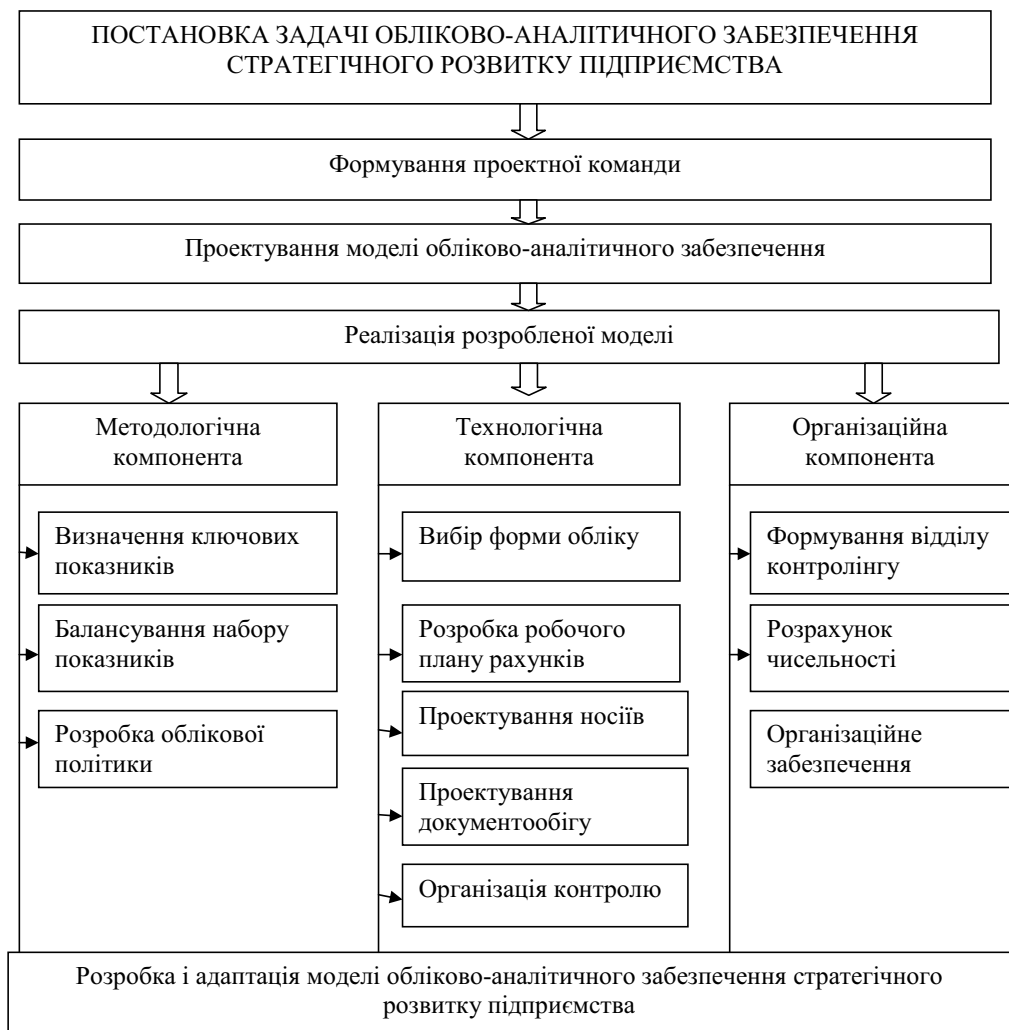 ПОСТАНОВКА ЗАДАЧІ ОБЛІКОВО-АНАЛІТИЧНОГО ЗАБЕЗПЕЧЕННЯ
СТРАТЕГІЧНОГО РОЗВИТКУ ПІДПРИЄМСТВА
Формування проектної команди
Проектування моделі обліково-аналітичного забезпечення
Реалізація розробленої моделі
Методологічна
компонента
Визначення ключових
показників
Балансування набору
показників
Розробка облікової
політики
Технологічна
компонента
Вибір форми обліку
Розробка робочого
плану рахунків
Проектування носіїв
Проектування
документообігу
Організація контролю
Організаційна
компонента
Формування відділу
контролінгу
Розрахунок
чисельності
Організаційне
забезпечення
Розробка і адаптація моделі обліково-аналітичного забезпечення стратегічного
розвитку підприємства